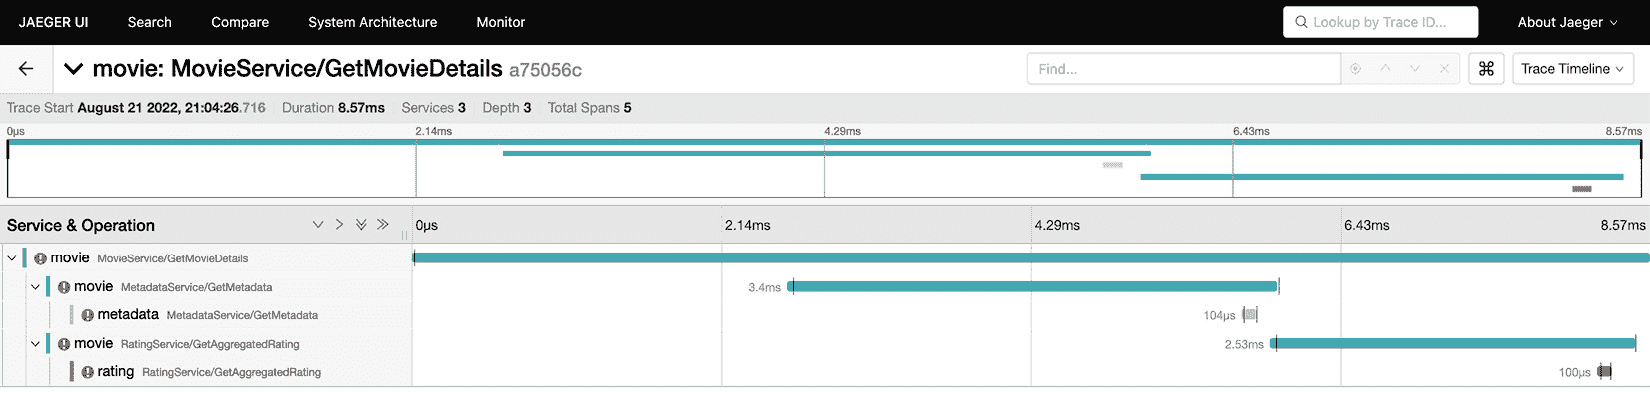 JAEGER UI Search Compare System Architecture Monitor Lookup by Trace ID... About Jaeger
movie: MovieService/GetMovieDetails a75056c Find... ⌘ Trace Timeline
Trace Start August 21 2022, 21:04:26.716 Duration 8.57ms Services 3 Depth 3 Total Spans 5
0μs 2.14ms 4.29ms 6.43ms 8.57ms
Service & Operation 0μs 2.14ms 4.29ms 6.43ms 8.57ms
movie MovieService/GetMovieDetails
movie MetadataService/GetMetadata 3.4ms
metadata MetadataService/GetMetadata 104μs
movie RatingService/GetAggregatedRating 2.53ms
rating RatingService/GetAggregatedRating 100μs